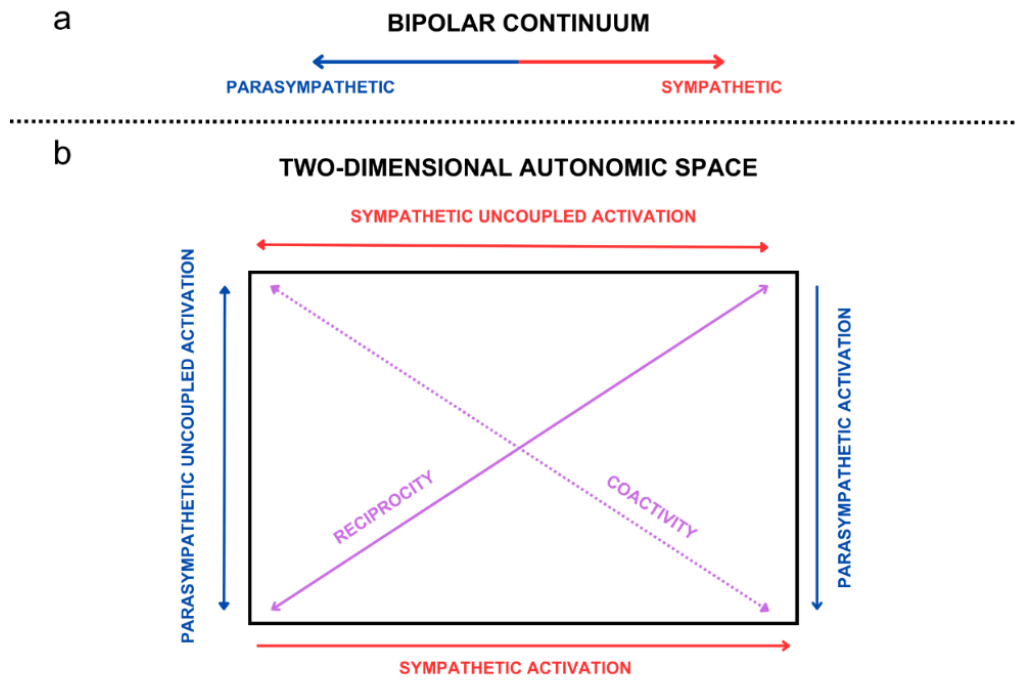 a
BIPOLAR CONTINUUM
PARASYMPATHETIC
SYMPATHETIC
b
TWO-DIMENSIONAL AUTONOMIC SPACE
SYMPATHETIC UNCOUPLED ACTIVATION
PARASYMPATHETIC UNCOUPLED ACTIVATION
RECIPROCITY
COACTIVITY
PARASYMPATHETIC ACTIVATION
SYMPATHETIC ACTIVATION